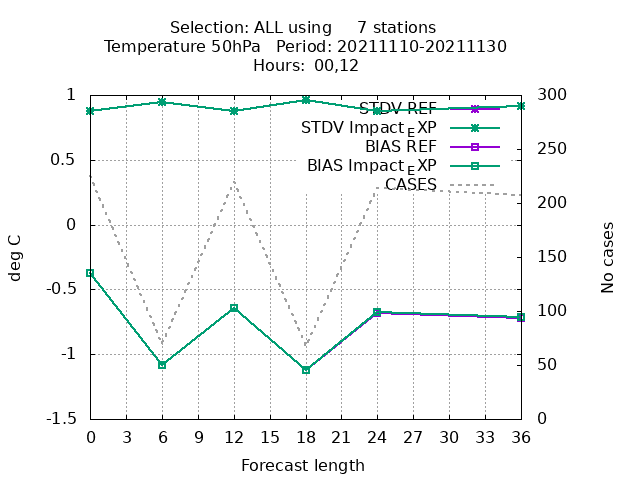 Selection: ALL using     7 stations
Temperature 50hPa   Period: 20211110-20211130
Hours:  00,12
1
0.5
0
-0.5
-1
-1.5
deg C
300
250
200
150
100
50
0
No cases
STDV REF
STDV Impact_EXP
BIAS REF
BIAS Impact_EXP
CASES
0 3 6 9 12 15 18 21 24 27 30 33 36
Forecast length